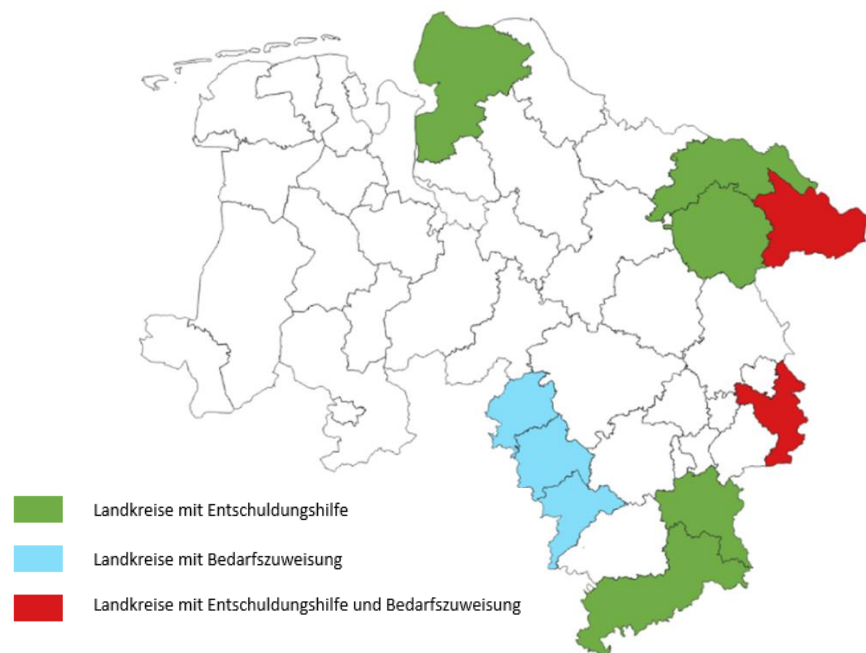 Landkreise mit Entschuldungshilfe
Landkreise mit Bedarfszuweisung
Landkreise mit Entschuldungshilfe und Bedarfszuweisung